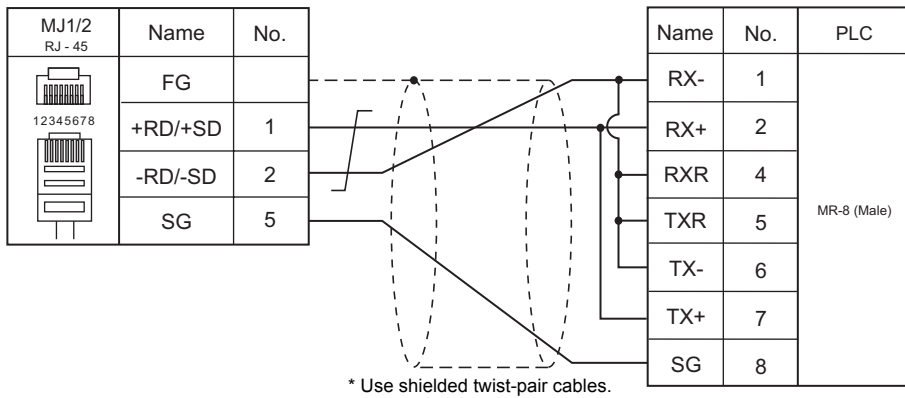 MJ1/2 Name No.
RJ - 45
FG
12345678
+RD/+SD 1
-RD/-SD 2
SG 5
Name No. PLC
RX- 1
RX+ 2
RXR 4
TXR 5
MR-8 (Male)
TX- 6
TX+ 7
SG 8
* Use shielded twist-pair cables.